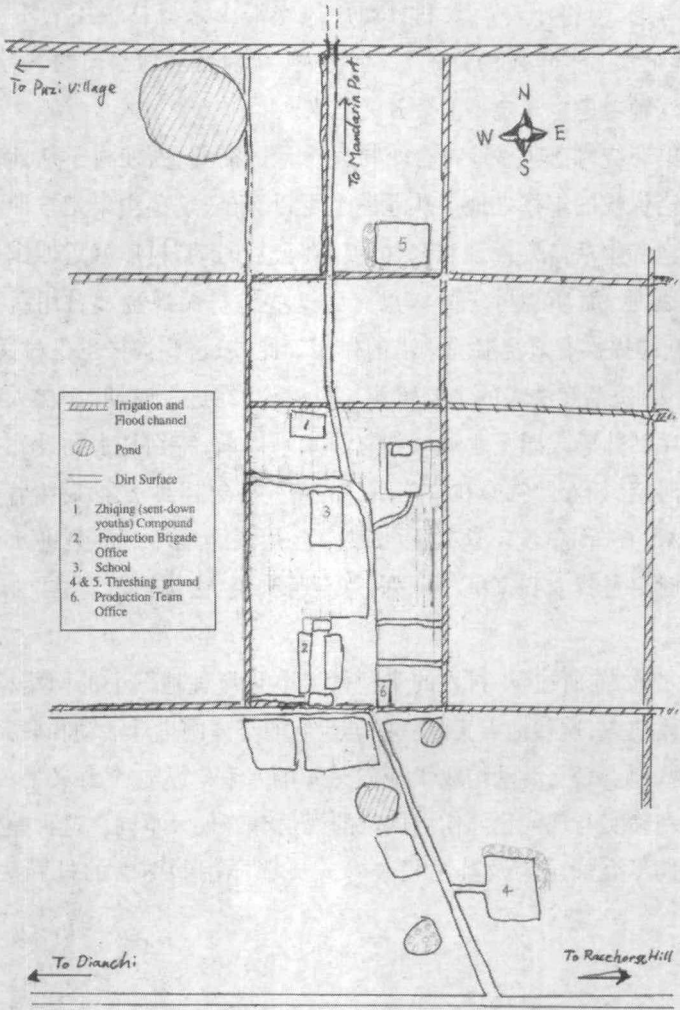 To Puzi Village
To Mandarin Port
N
W E
S
5
Irrigation and
Flood channel
Pond
Dirt Surface
1. Zhiqing (sent-down
youths) Compound
2. Production Brigade
Office
3. School
4 & 5. Threshing ground
6. Production Team
Office
1
3
2
6
4
To Dianchi
To Racehorse Hill